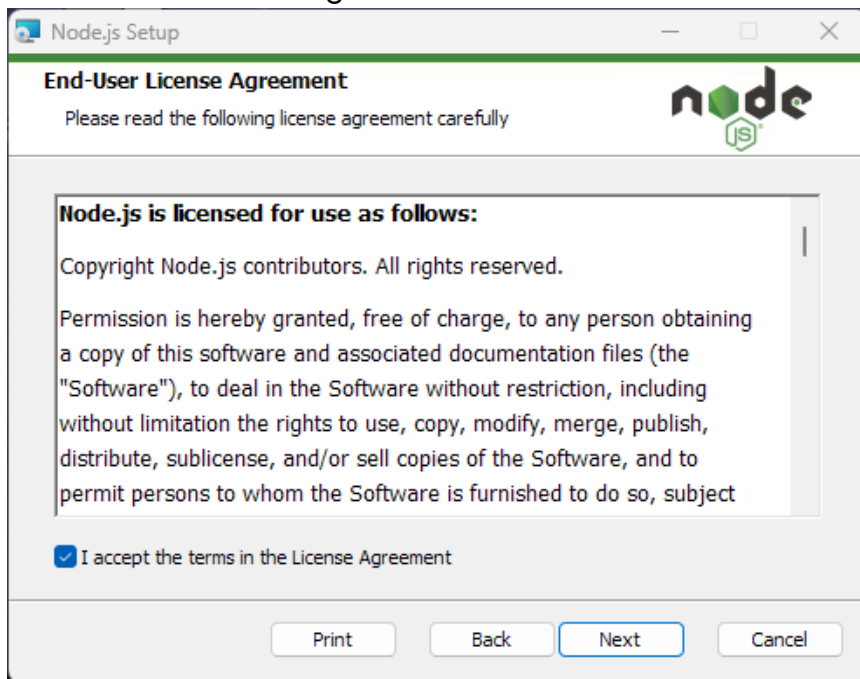 Node.js Setup
End-User License Agreement
Please read the following license agreement carefully
node
JS
Node.js is licensed for use as follows:
Copyright Node.js contributors. All rights reserved.
Permission is hereby granted, free of charge, to any person obtaining
a copy of this software and associated documentation files (the
"Software"), to deal in the Software without restriction, including
without limitation the rights to use, copy, modify, merge, publish,
distribute, sublicense, and/or sell copies of the Software, and to
permit persons to whom the Software is furnished to do so, subject
I accept the terms in the License Agreement
Print Back Next Cancel